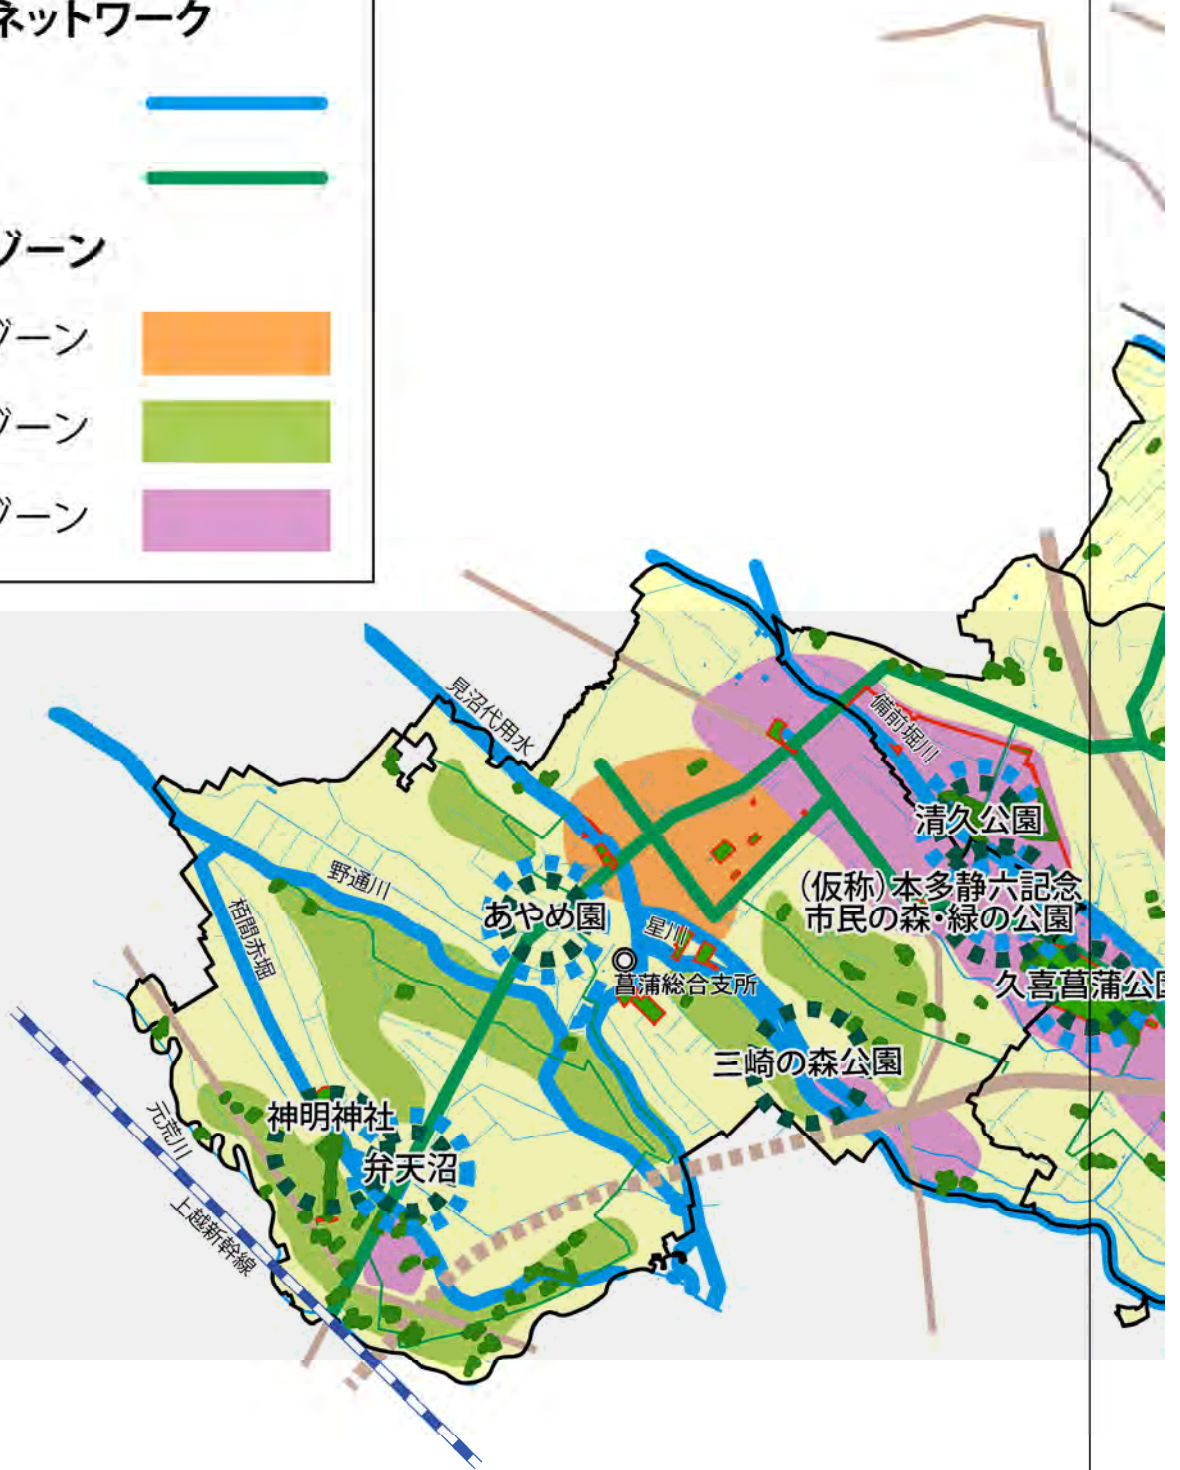 ネットワーク
ゾーン
ゾーン
ゾーン
ゾーン
見沼代用水
備前堀川
清久公園
(仮称)本多静六記念
市民の森・緑の公園
野通川
あやめ園
栢間赤堀
星川
菖蒲総合支所
久喜菖蒲公園
三崎の森公園
神明神社
元荒川
弁天沼
上越新幹線